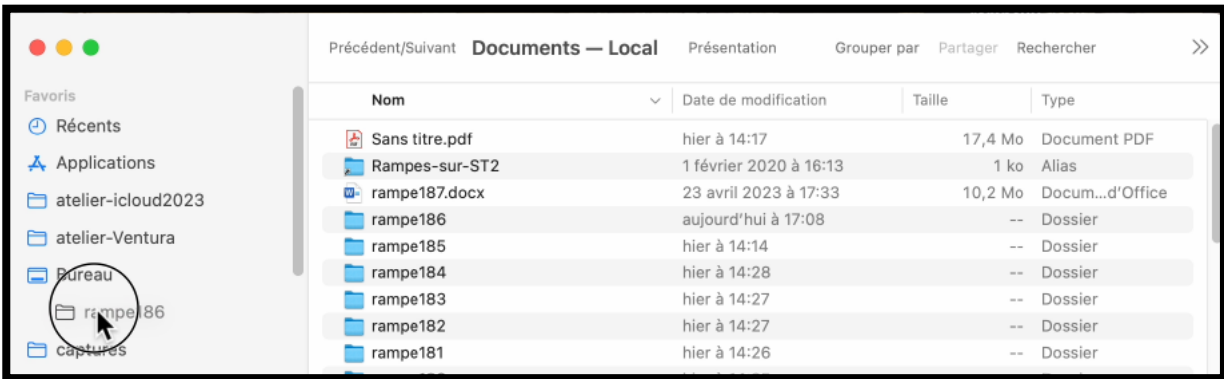 Précédent/Suivant Documents — Local Présentation Grouper par Partager Rechercher
Favoris
Récents
Applications
atelier-icloud2023
atelier-Ventura
Bureau
rampe186
captures
Nom Date de modification Taille Type
Sans titre.pdf hier à 14:17 17,4 Mo Document PDF
Rampes-sur-ST2 1 février 2020 à 16:13 1 ko Alias
rampe187.docx 23 avril 2023 à 17:33 10,2 Mo Docum...d'Office
rampe186 aujourd'hui à 17:08 -- Dossier
rampe185 hier à 14:14 -- Dossier
rampe184 hier à 14:28 -- Dossier
rampe183 hier à 14:27 -- Dossier
rampe182 hier à 14:27 -- Dossier
rampe181 hier à 14:26 -- Dossier